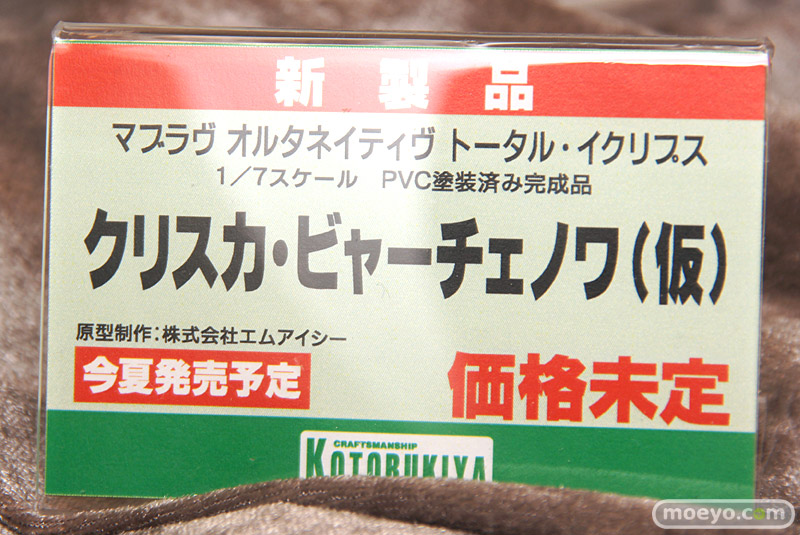 新製品
マブラヴ オルタネイティヴ トータル・イクリプス
1/7スケール PVC塗装済み完成品
クリスカ・ビャーチェノワ(仮)
原型制作:株式会社エムアイシー
今夏発売予定
価格未定
CRAFTSMANSHIP
KOTOBUKIYA
moeyo.com